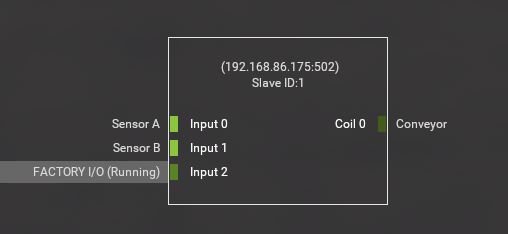 (192.168.86.175:502)
Slave ID:1
Sensor A Input 0 Coil 0 Conveyor
Sensor B Input 1
FACTORY I/O (Running) Input 2